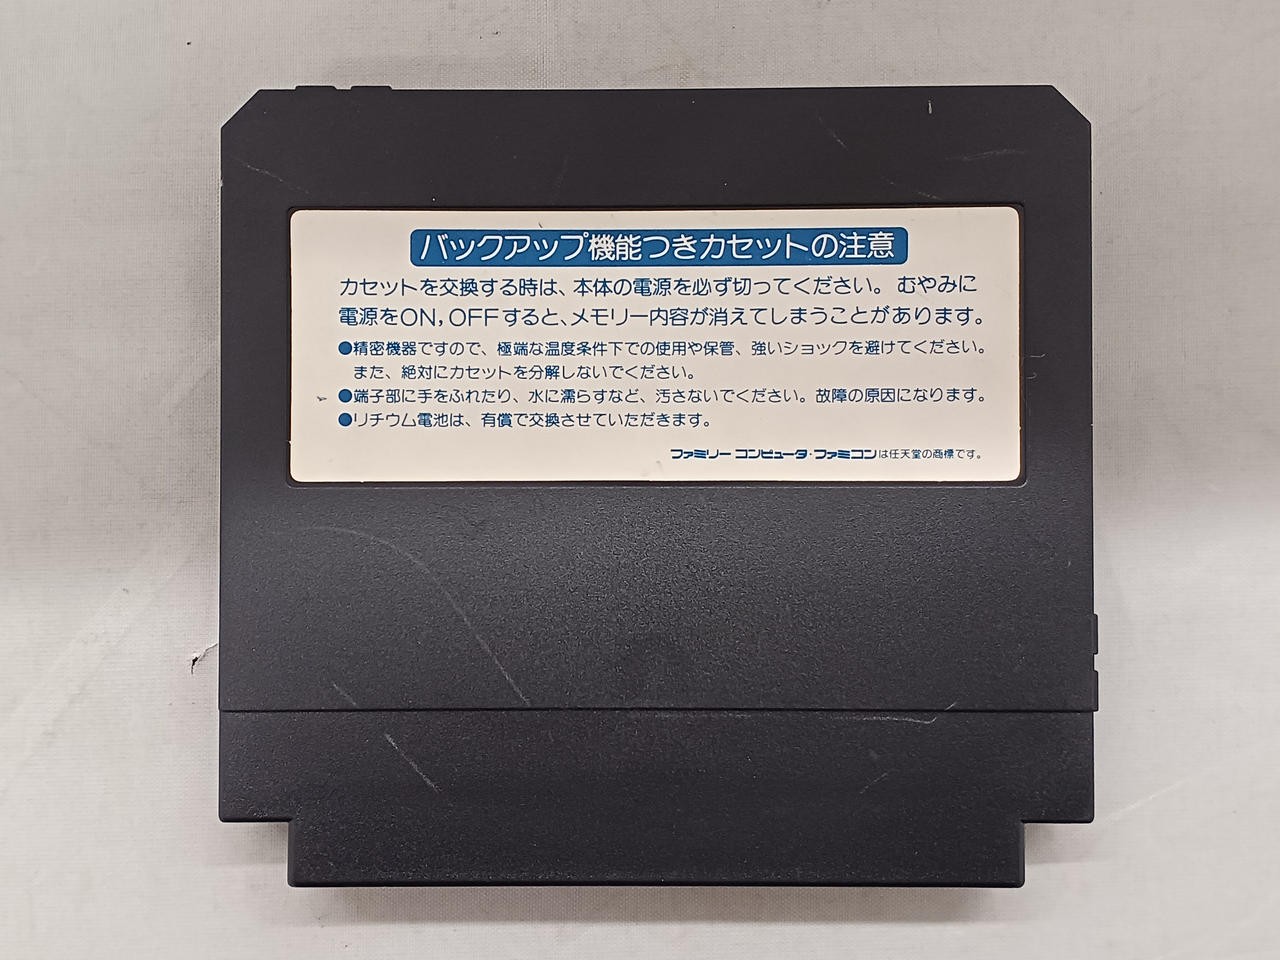 バックアップ機能つきカセットの注意
カセットを交換する時は、本体の電源を必ず切ってください。むやみに
電源をON,OFFすると、メモリー内容が消えてしまうことがあります。
●精密機器ですので、極端な温度条件下での使用や保管、強いショックを避けてください。
また、絶対にカセットを分解しないでください。
●端子部に手をふれたり、水に濡らすなど、汚さないでください。故障の原因になります。
●リチウム電池は、有償で交換させていただきます。
ファミリーコンピュータ・ファミコンは任天堂の商標です。